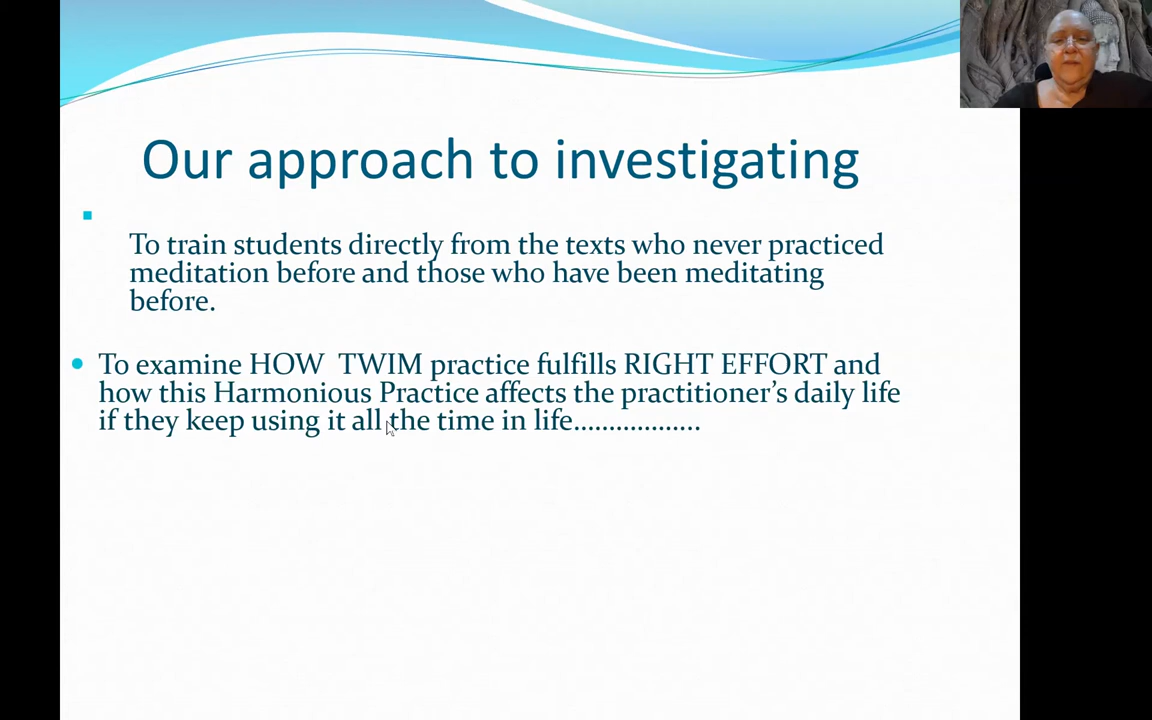 Our approach to investigating
To train students directly from the texts who never practiced
meditation before and those who have been meditating
before.
To examine HOW  TWIM practice fulfills RIGHT EFFORT and
how this Harmonious Practice affects the practitioner’s daily life
if they keep using it all the time in life..................